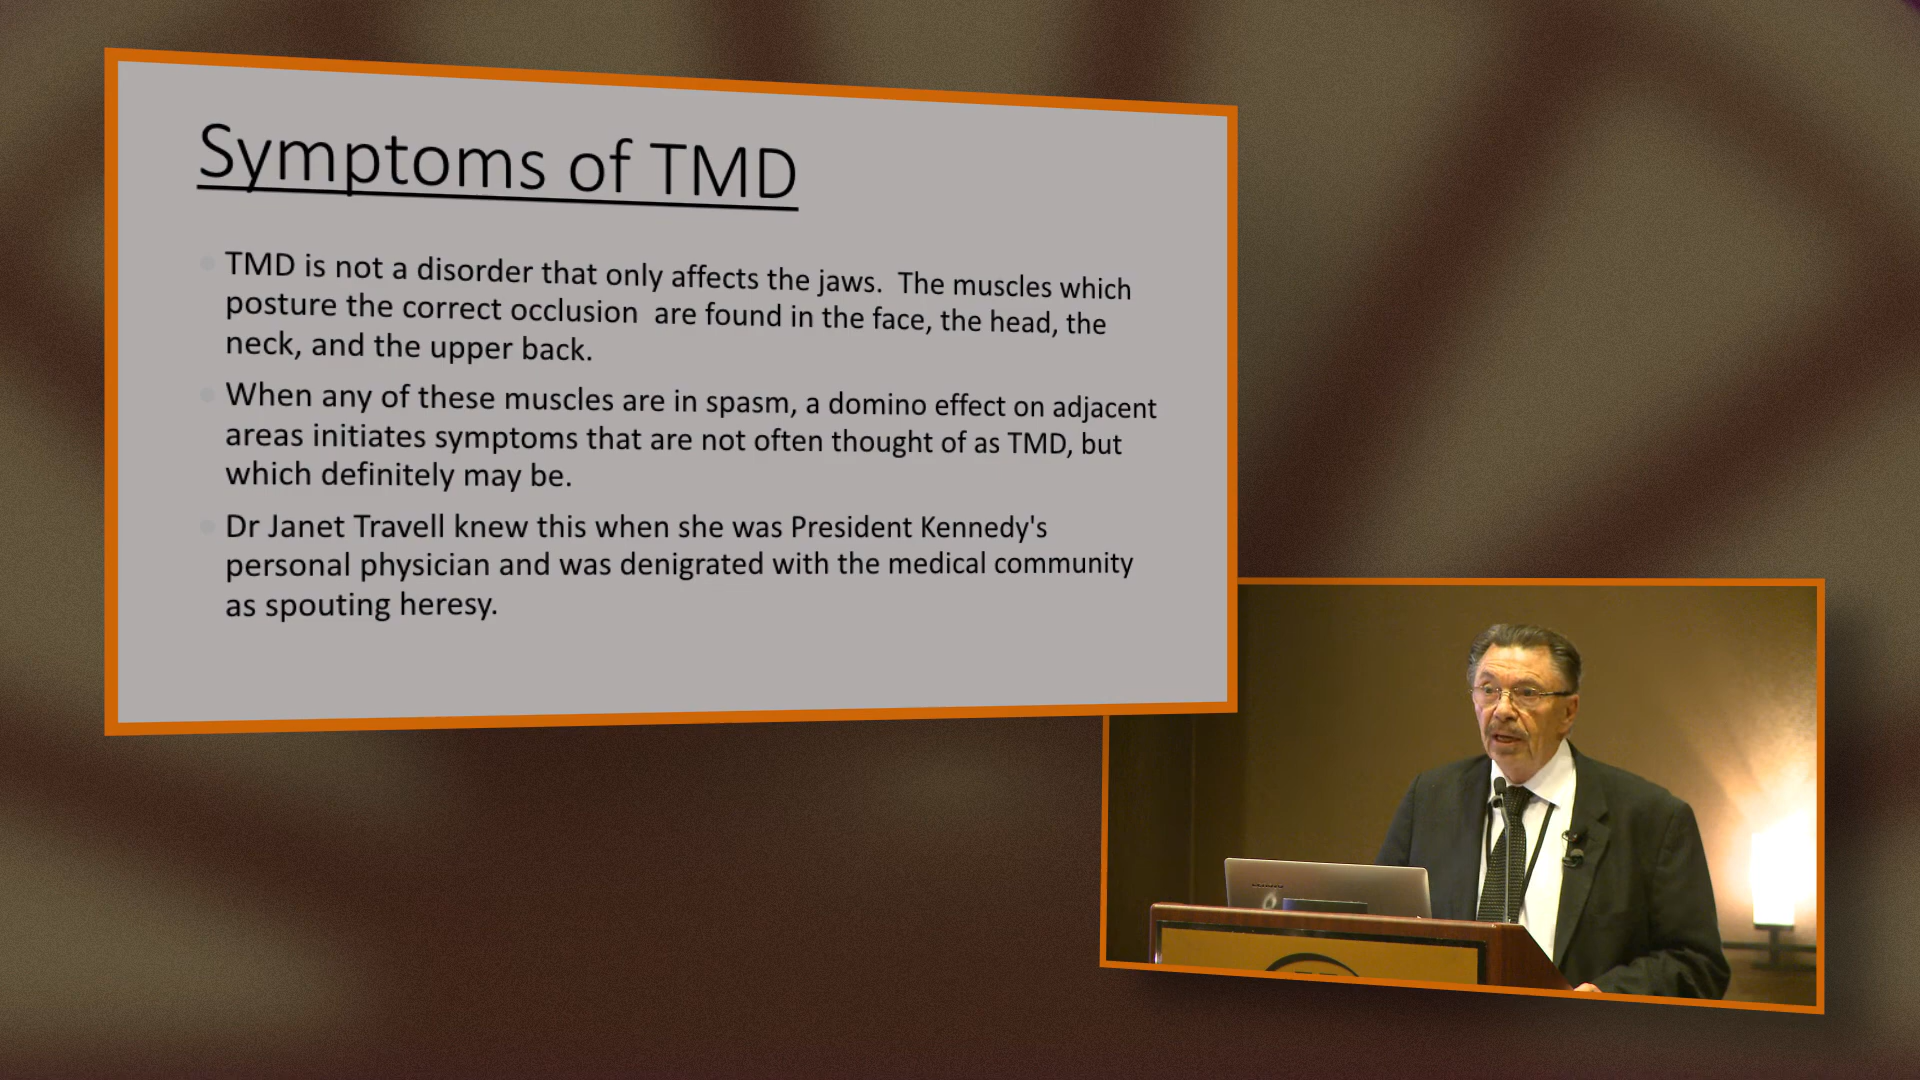 Symptoms of TMD
TMD is not a disorder that only affects the jaws.  The muscles which
posture the correct occlusion  are found in the face, the head, the
neck, and the upper back.
When any of these muscles are in spasm, a domino effect on adjacent
areas initiates symptoms that are not often thought of as TMD, but
which definitely may be.
Dr Janet Travell knew this when she was President Kennedy's
personal physician and was denigrated with the medical community
as spouting heresy.